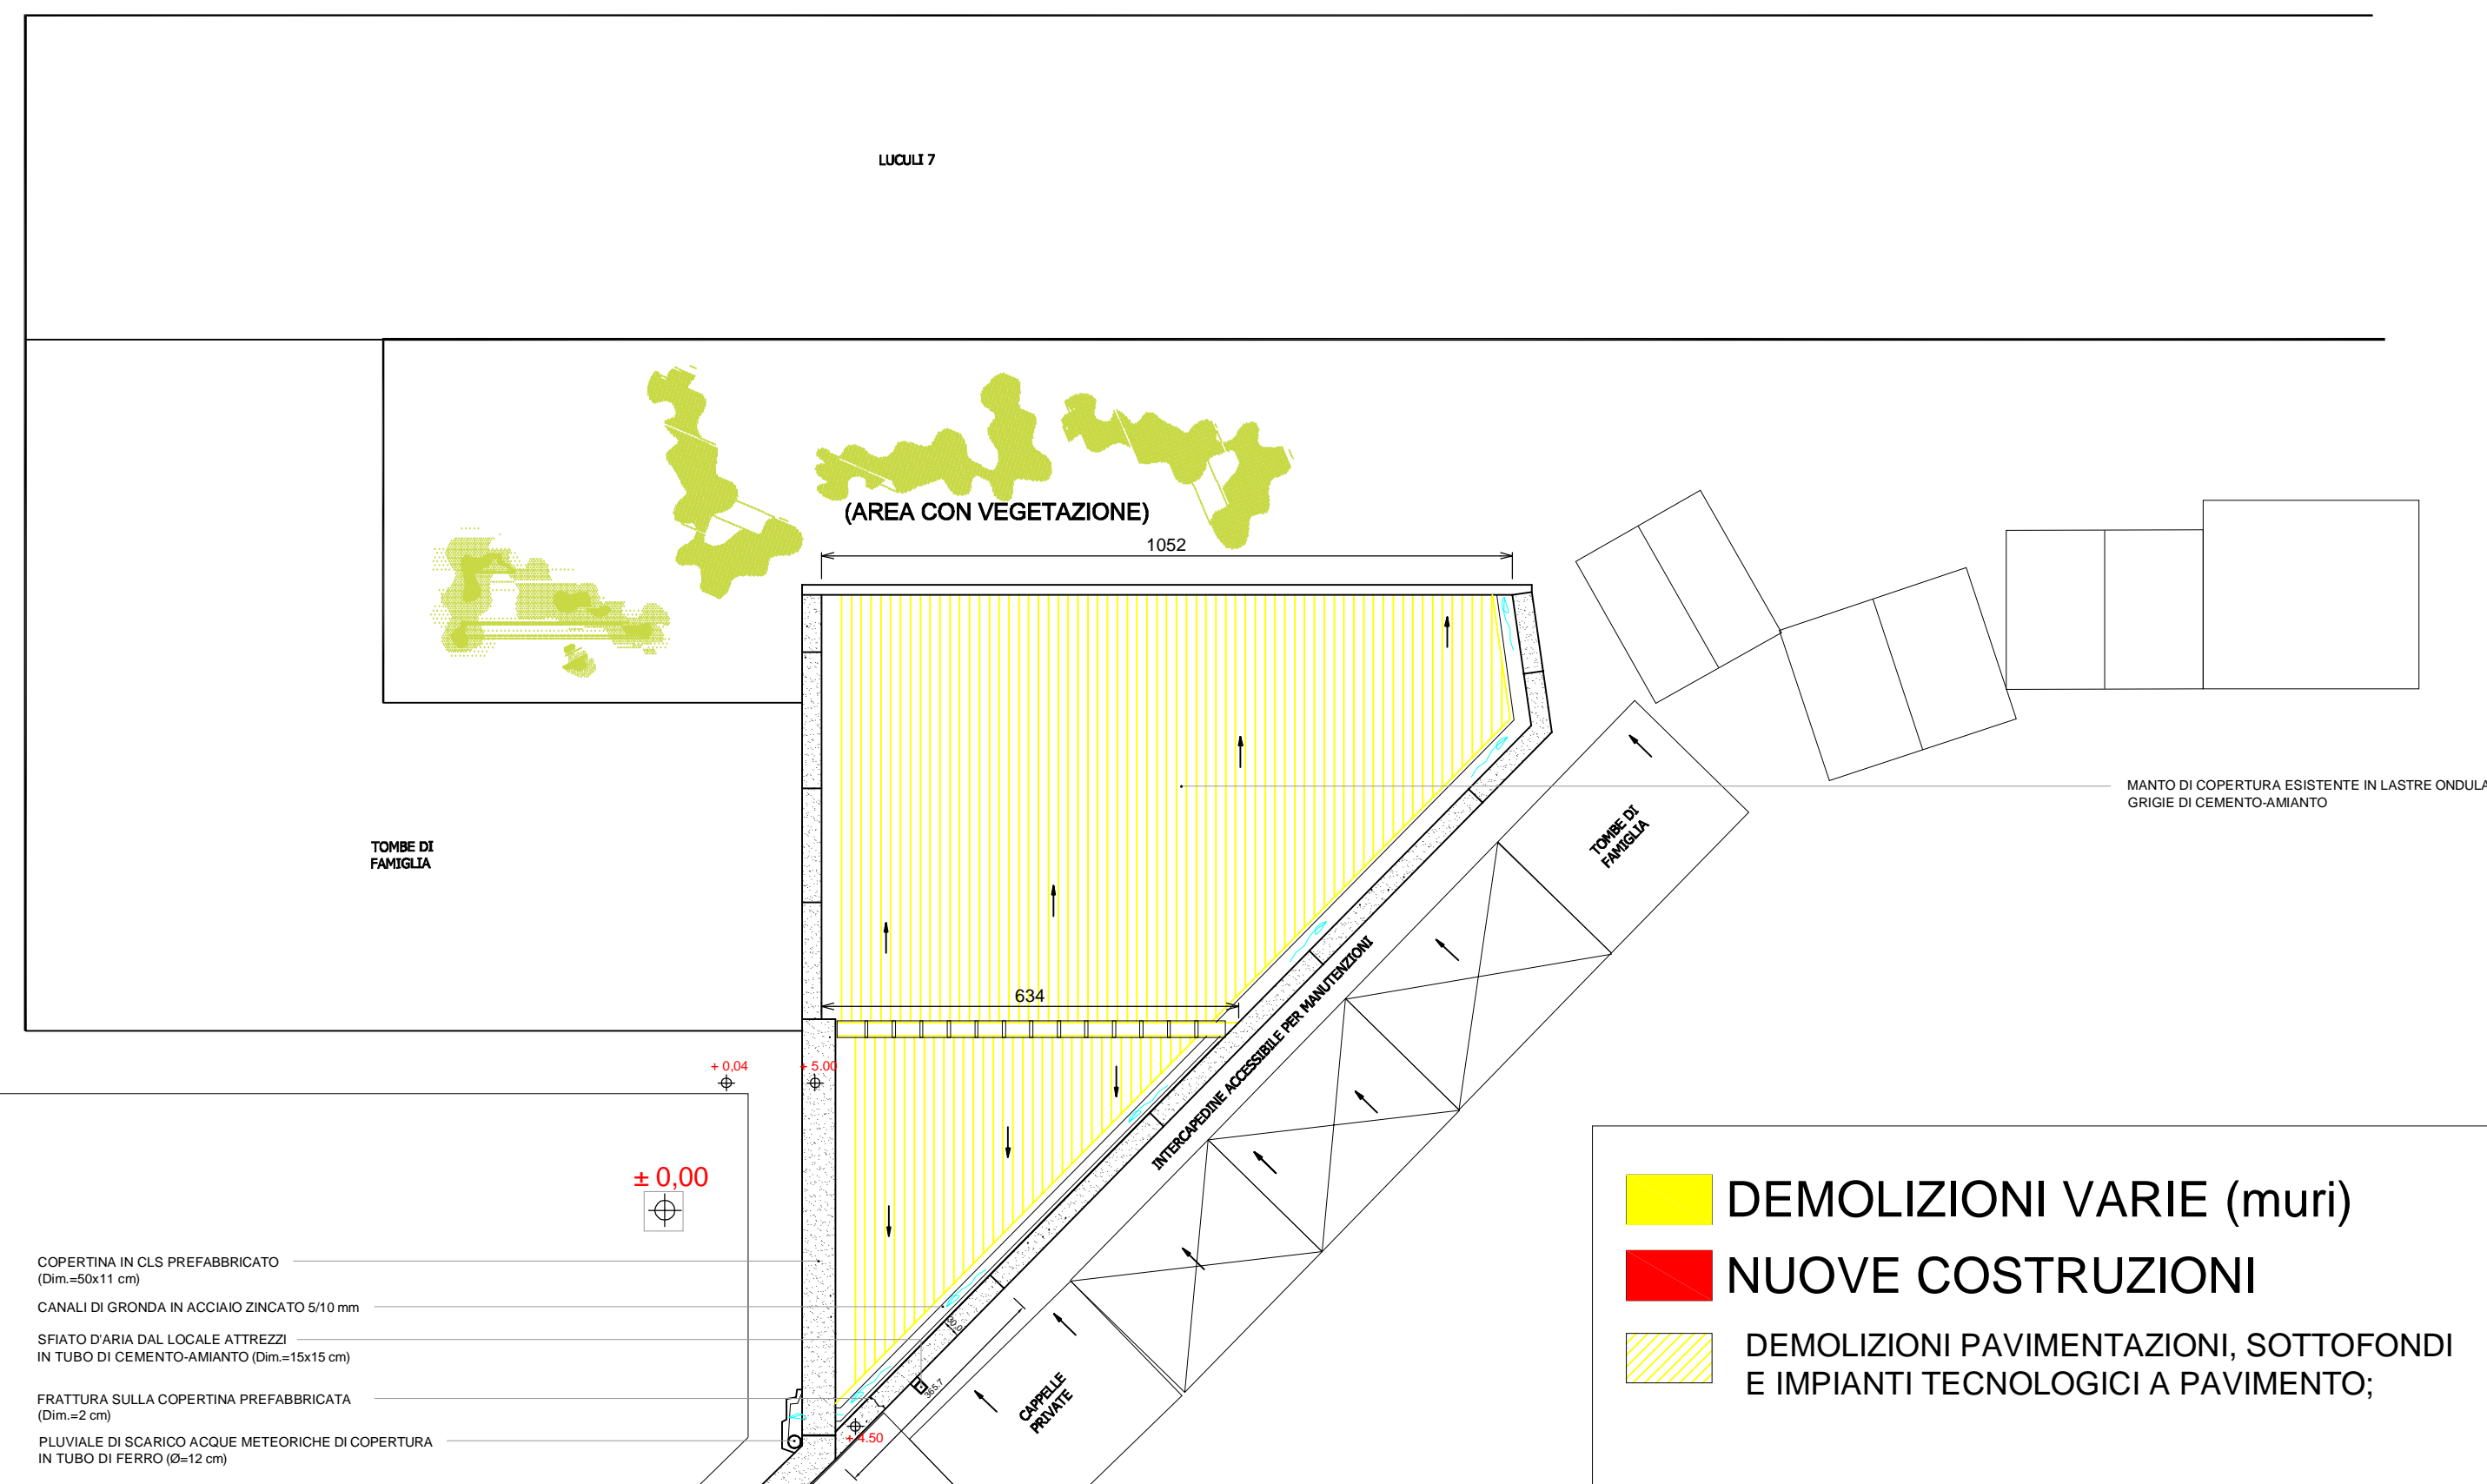 LUCULI 7
(AREA CON VEGETAZIONE)
1052
MANTO DI COPERTURA ESISTENTE IN LASTRE
GRIGIE DI CEMENTO-AMIANTO
TOMBE DI
FAMIGLIA
TOMBE DI
FAMIGLIA
634
INTERCAPEDINE ACCESSIBILE PER MANUTENZIONI
+ 0,04
+ 5.00
± 0,00
COPERTINA IN CLS PREFABBRICATO
(Dim.=50x11 cm)
CANALI DI GRONDA IN ACCIAIO ZINCATO 5/10 mm
SFIATO D'ARIA DAL LOCALE ATTREZZI
IN TUBO DI CEMENTO-AMIANTO (Dim.=15x15 cm)
FRATTURA SULLA COPERTINA PREFABBRICATA
(Dim.=2 cm)
PLUVIALE DI SCARICO ACQUE METEORICHE DI COPERTURA
IN TUBO DI FERRO (Ø=12 cm)
30.0
365.7
+ 4.50
CAPPELLE
PRIVATE
DEMOLIZIONI VARIE (muri)
NUOVE COSTRUZIONI
DEMOLIZIONI PAVIMENTAZIONI, SOTTOFONDI
E IMPIANTI TECNOLOGICI A PAVIMENTO;